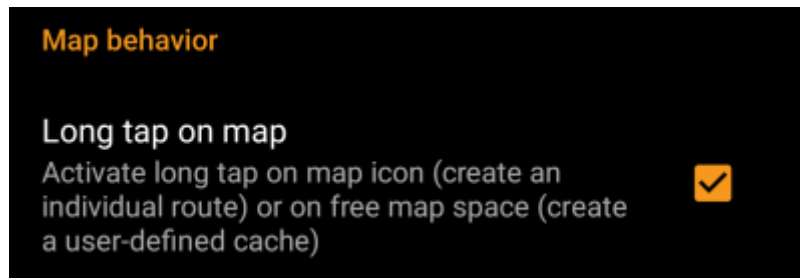 Map behavior
Long tap on map
Activate long tap on map icon (create an
individual route) or on free map space (create
a user-defined cache)